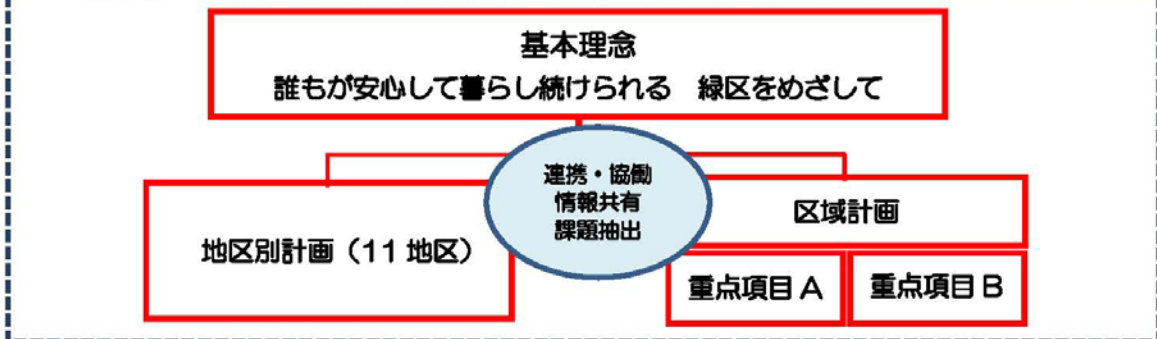 基本理念
誰もが安心して暮らし続けられる　緑区をめざして
連携・協働
情報共有
課題抽出
地区別計画（11 地区）
区域計画
重点項目 A
重点項目 B